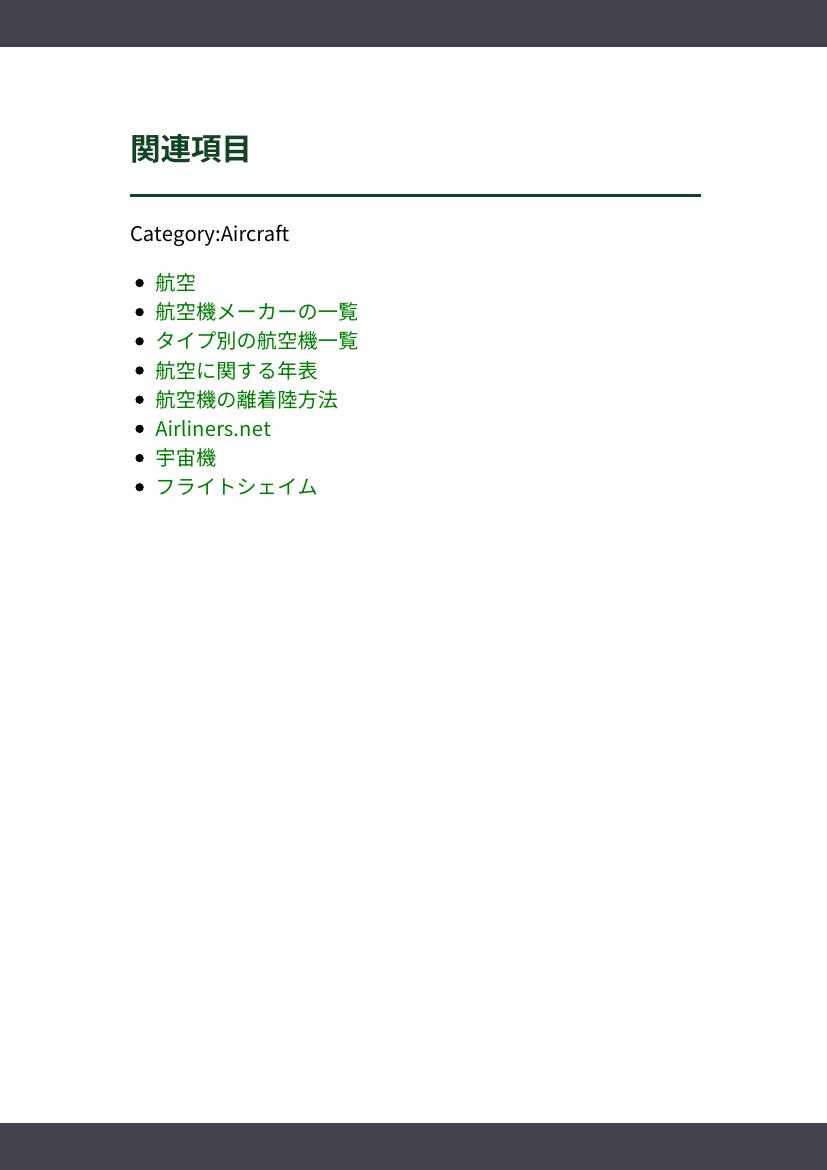 関連項目
Category:Aircraft
航空
航空機メーカーの一覧
タイプ別の航空機一覧
航空に関する年表
航空機の離着陸方法
Airliners.net
宇宙機
フライトシェイム